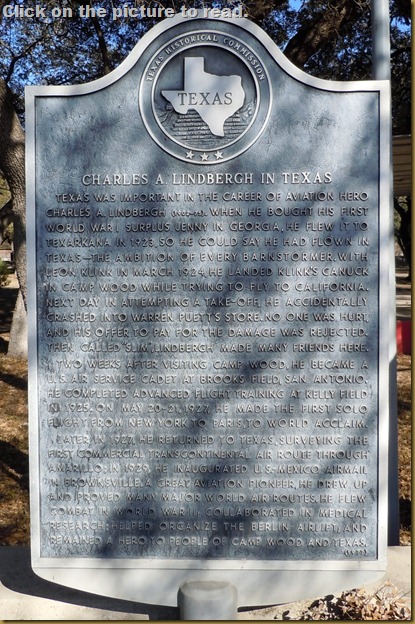 Click on the picture to read.
TEXAS HISTORICAL COMMISSION
TEXAS
CHARLES A. LINDBERGH IN TEXAS
TEXAS WAS IMPORTANT IN THE CAREER OF AVIATION HERO
CHARLES A. LINDBERGH WHEN HE BOUGHT HIS FIRST
WORLD WAR I SURPLUS JENNY IN GEORGIA, HE FLEW IT TO
TEXARKANA IN 1923, SO HE COULD SAY HE HAD FLOWN IN
TEXAS—THE AMBITION OF EVERY BARNSTORMER. WITH
LEON KLINK IN MARCH 1924, HE LANDED KLINK'S CANUCK
IN CAMP WOOD WHILE TRYING TO FLY TO CALIFORNIA.
NEXT DAY IN ATTEMPTING A TAKE-OFF, HE ACCIDENTALLY
CRASHED INTO WARREN PUETT'S STORE. NO ONE WAS HURT,
AND HIS OFFER TO PAY FOR THE DAMAGE WAS REJECTED.
THEN CALLED "SLIM", LINDBERGH MADE MANY FRIENDS HERE.
TWO WEEKS AFTER VISITING CAMP WOOD, HE BECAME A
U.S. AIR SERVICE CADET AT BROOKS FIELD, SAN ANTONIO.
HE COMPLETED ADVANCED FLIGHT TRAINING AT KELLY FIELD
IN 1925. ON MAY 20-21, 1927, HE MADE THE FIRST SOLO
FLIGHT FROM NEW YORK TO PARIS, TO WORLD ACCLAIM.
LATER IN 1927, HE RETURNED TO TEXAS, SURVEYING THE
FIRST COMMERCIAL TRANSCONTINENTAL AIR ROUTE THROUGH
AMARILLO; IN 1929, HE INAUGURATED U.S.-MEXICO AIRMAIL
IN BROWNSVILLE. A GREAT AVIATION PIONEER, HE DREW UP
AND PROVED MANY MAJOR WORLD AIR ROUTES. HE FLEW
COMBAT IN WORLD WAR II, COLLABORATED IN MEDICAL
RESEARCH, HELPED ORGANIZE THE BERLIN AIRLIFT, AND
REMAINED A HERO TO PEOPLE OF CAMP WOOD AND TEXAS.